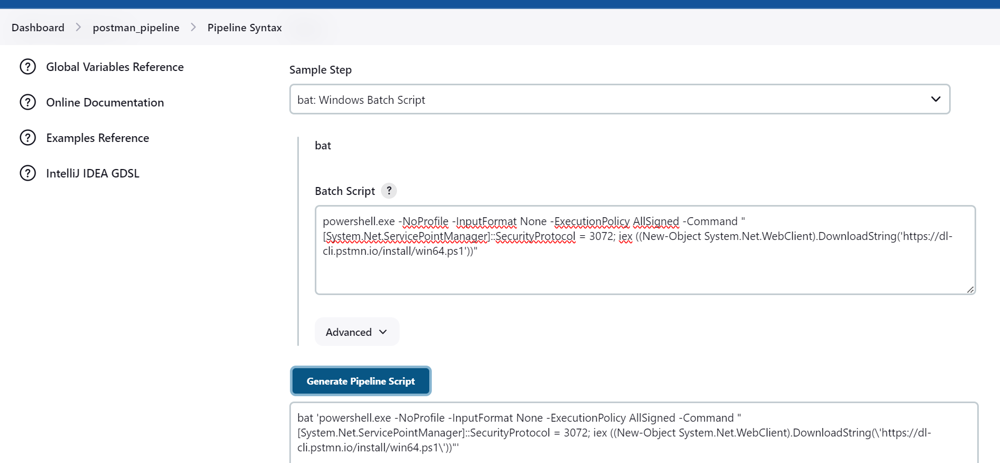 Dashboard > postman_pipeline > Pipeline Syntax
? Global Variables Reference
? Online Documentation
? Examples Reference
? IntelliJ IDEA GDSL
Sample Step
bat: Windows Batch Script
bat
Batch Script ?
powershell.exe -NoProfile -InputFormat None -ExecutionPolicy AllSigned -Command "
[System.Net.ServicePointManager]::SecurityProtocol = 3072; iex ((New-Object System.Net.WebClient).DownloadString('https://dl-
cli.pstmn.io/install/win64.ps1'))"
Advanced
Generate Pipeline Script
bat 'powershell.exe -NoProfile -InputFormat None -ExecutionPolicy AllSigned -Command "
[System.Net.ServicePointManager]::SecurityProtocol = 3072; iex ((New-Object System.Net.WebClient).DownloadString(\'https://dl-
cli.pstmn.io/install/win64.ps1\'))"'